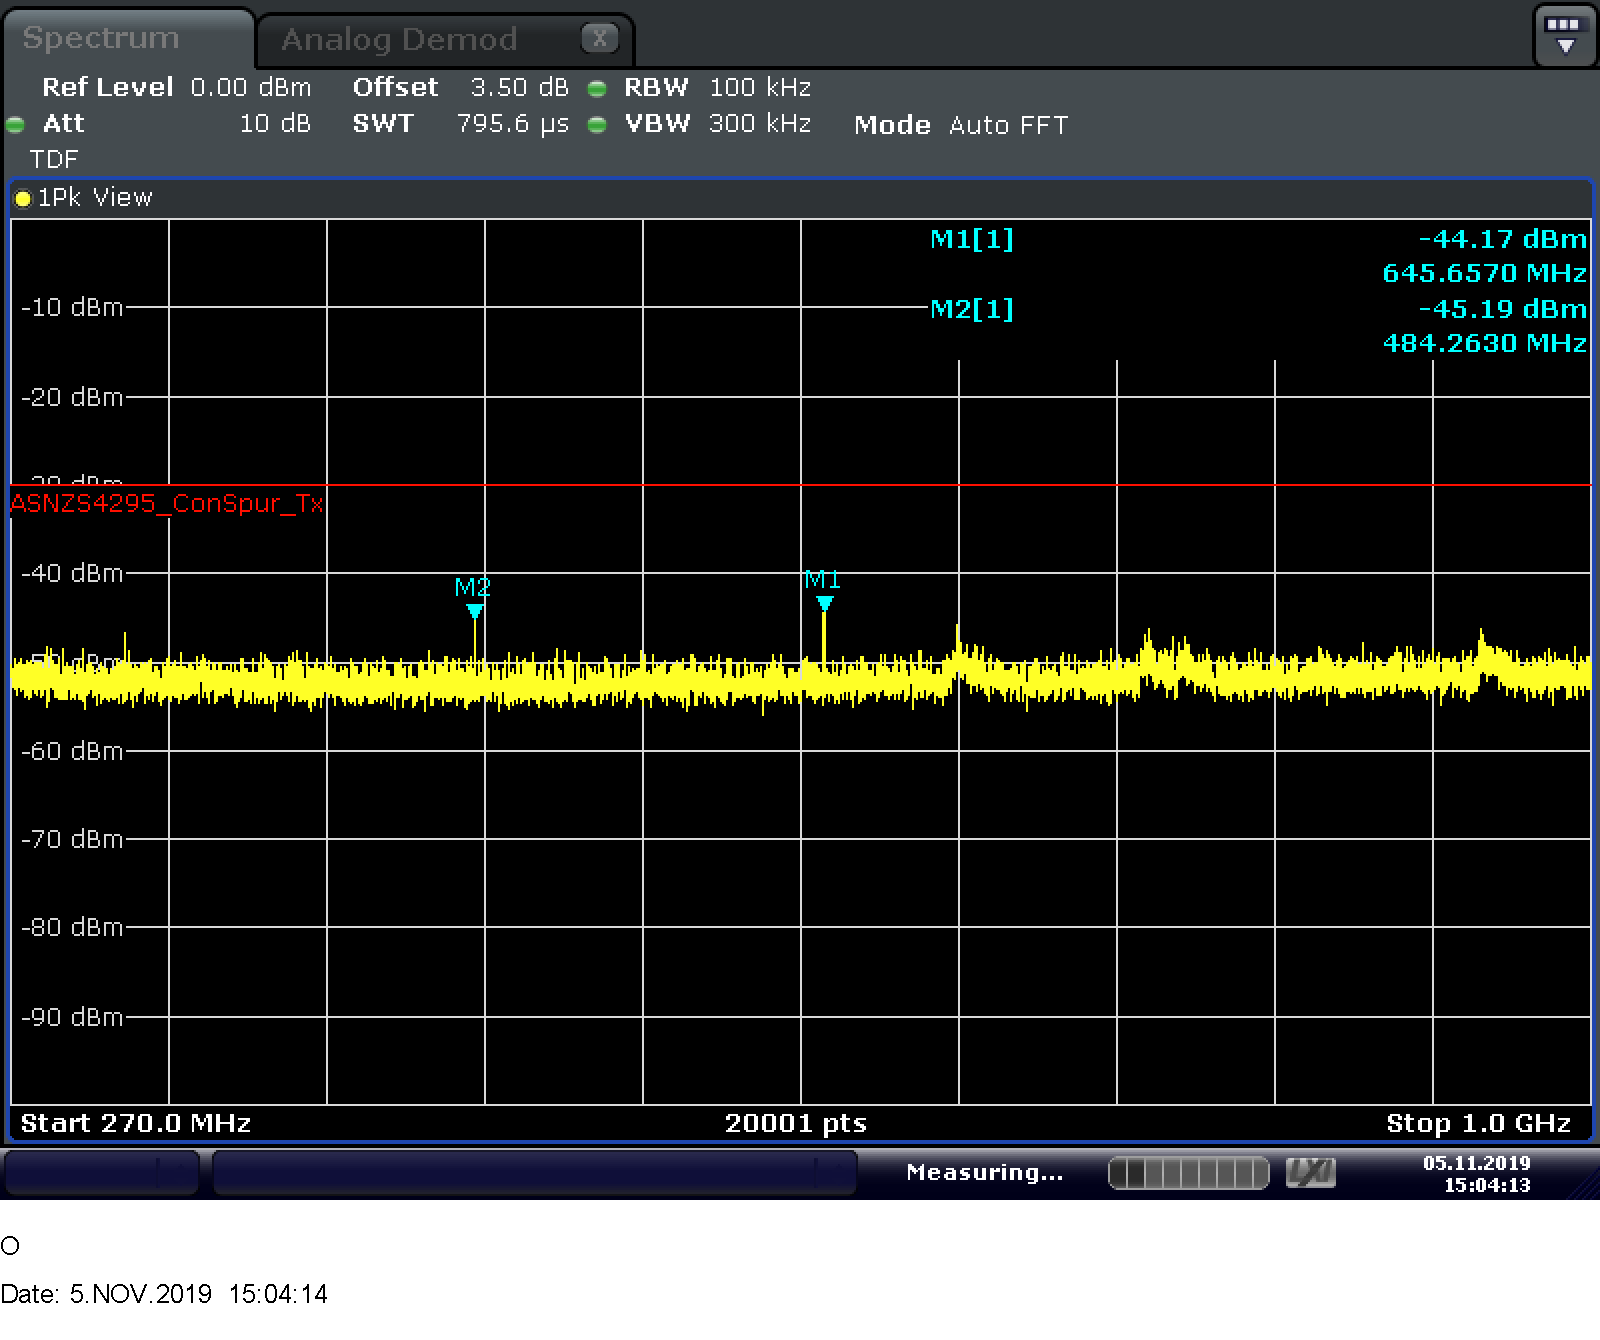 Spectrum Analog Demod X
Ref Level 0.00 dBm Offset 3.50 dB RBW 100 kHz
Att 10 dB SWT 795.6 µs VBW 300 kHz Mode Auto FFT
TDF
1Pk View
M1[1] -44.17 dBm
645.6570 MHz
-10 dBm M2[1] -45.19 dBm
484.2630 MHz
-20 dBm
-30 dBm
ASNZS4295_ConSpur_Tx
-40 dBm
M2 M1
-50 dBm
-60 dBm
-70 dBm
-80 dBm
-90 dBm
Start 270.0 MHz 20001 pts Stop 1.0 GHz
Measuring... LXI 05.11.2019
15:04:13
O
Date: 5.NOV.2019 15:04:14